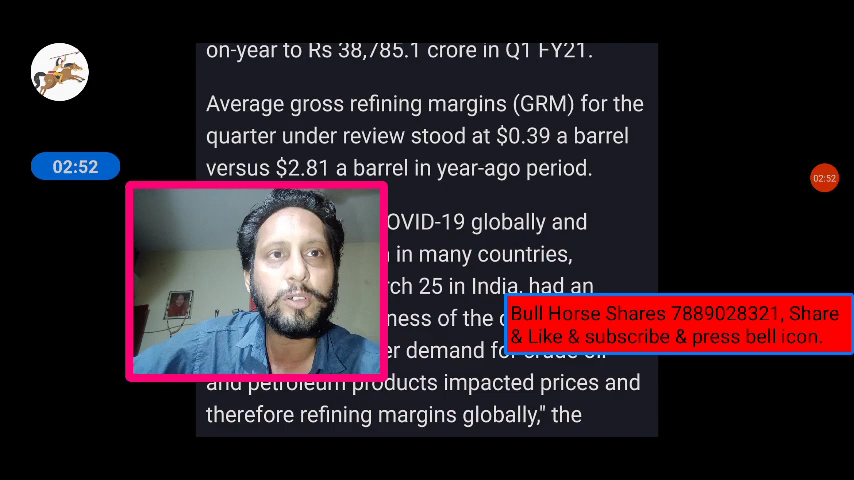 on-year to Rs 38,785.1 crore in Q1 FY21.
Average gross refining margins (GRM) for the
quarter under review stood at $0.39 a barrel
versus $2.81 a barrel in year-ago period.
02:52
02:52
OVID-19 globally and
in many countries,
rch 25 in India, had an
ness of the
er demand for crude oil
and petroleum products impacted prices and
therefore refining margins globally," the
Bull Horse Shares 7889028321, Share
& Like & subscribe & press bell icon.